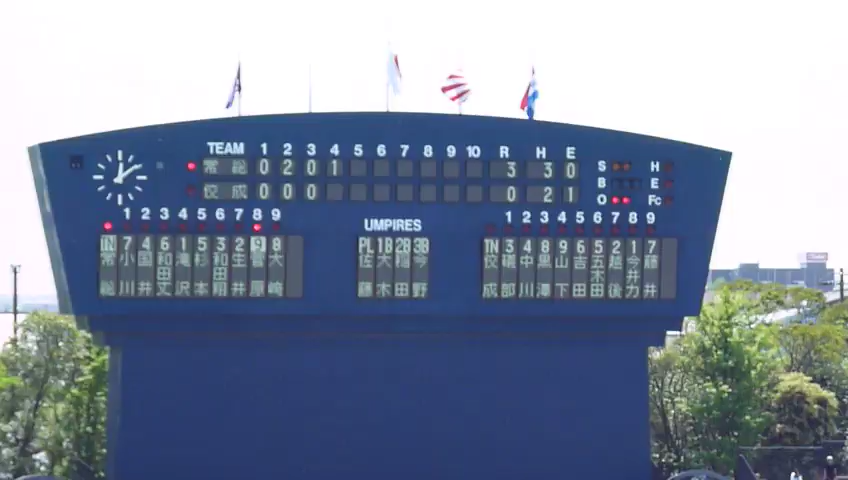 TEAM 1 2 3 4 5 6 7 8 9 10 R H E
常総 0 2 0 1 3 3 0
佼成 0 0 0 0 2 1
S H
B E
O Fc
1 2 3 4 5 6 7 8 9
UMPIRES
1 2 3 4 5 6 7 8 9
IN 7 4 6 1 5 3 2 9 8
常総 小川 国井 和田丈 滝沢 杉本 和田翔 生井 菅原 大崎
PL 1B 2B 3B
佐藤 大木 穐田 今野
IN 3 4 8 9 6 5 2 1 7
佼成 磯部 中川 黒澤 山下 吉田 五木田 越後 今井力 藤井